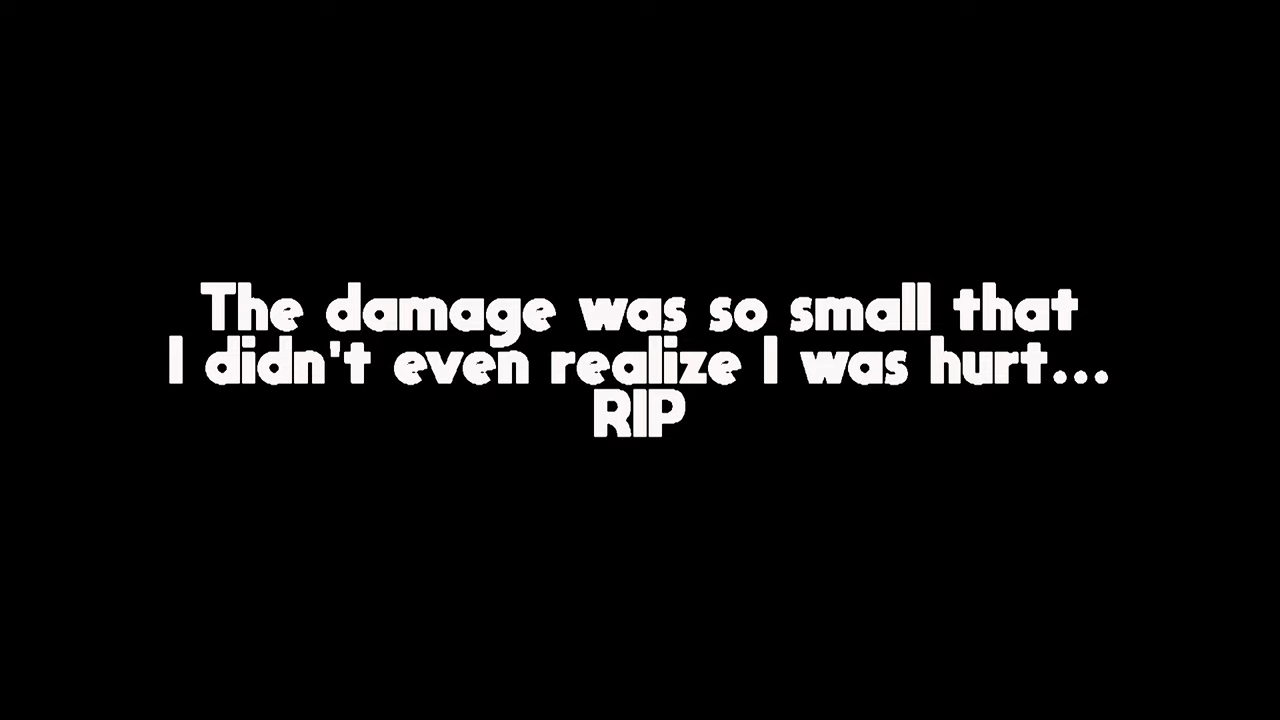 The damage was so small that
I didn't even realize I was hurt...
RIP